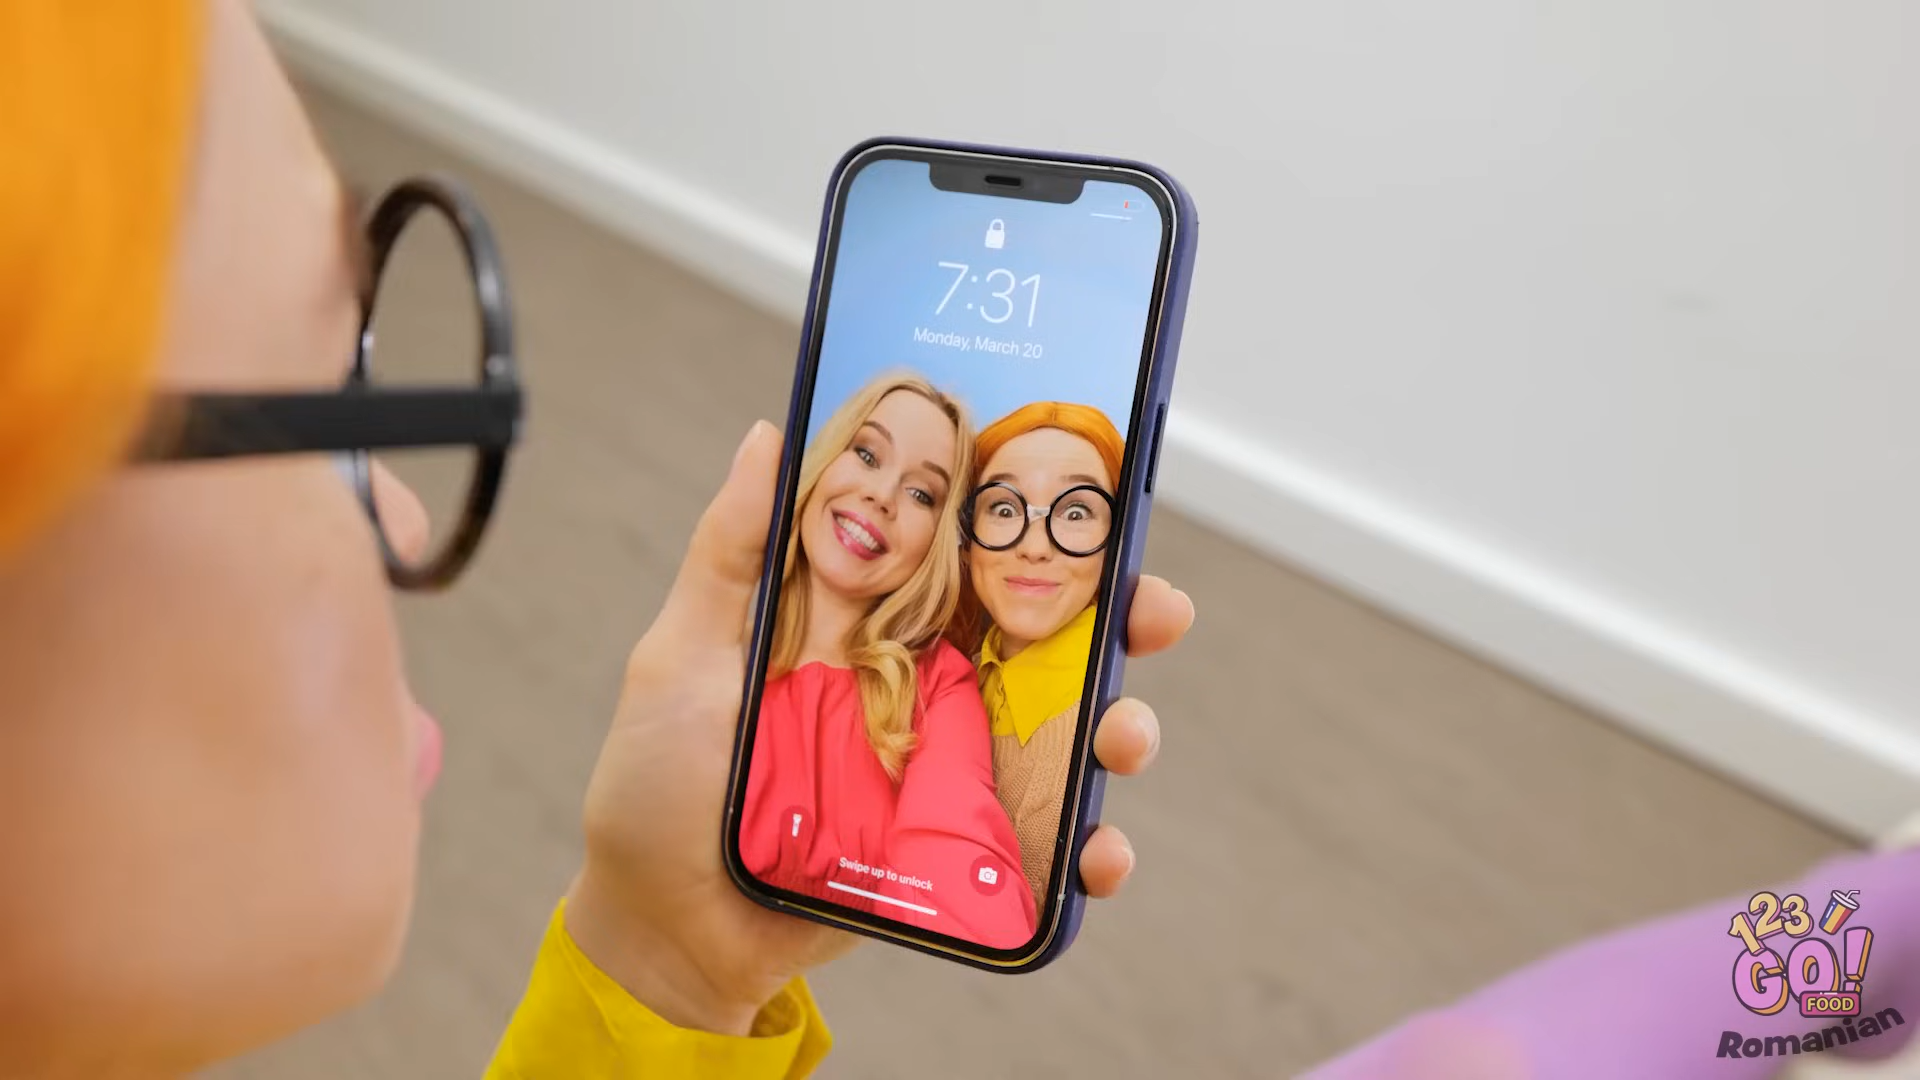 7:31
Monday, March 20
Swipe up to unlock
123
GO!
FOOD
Romanian